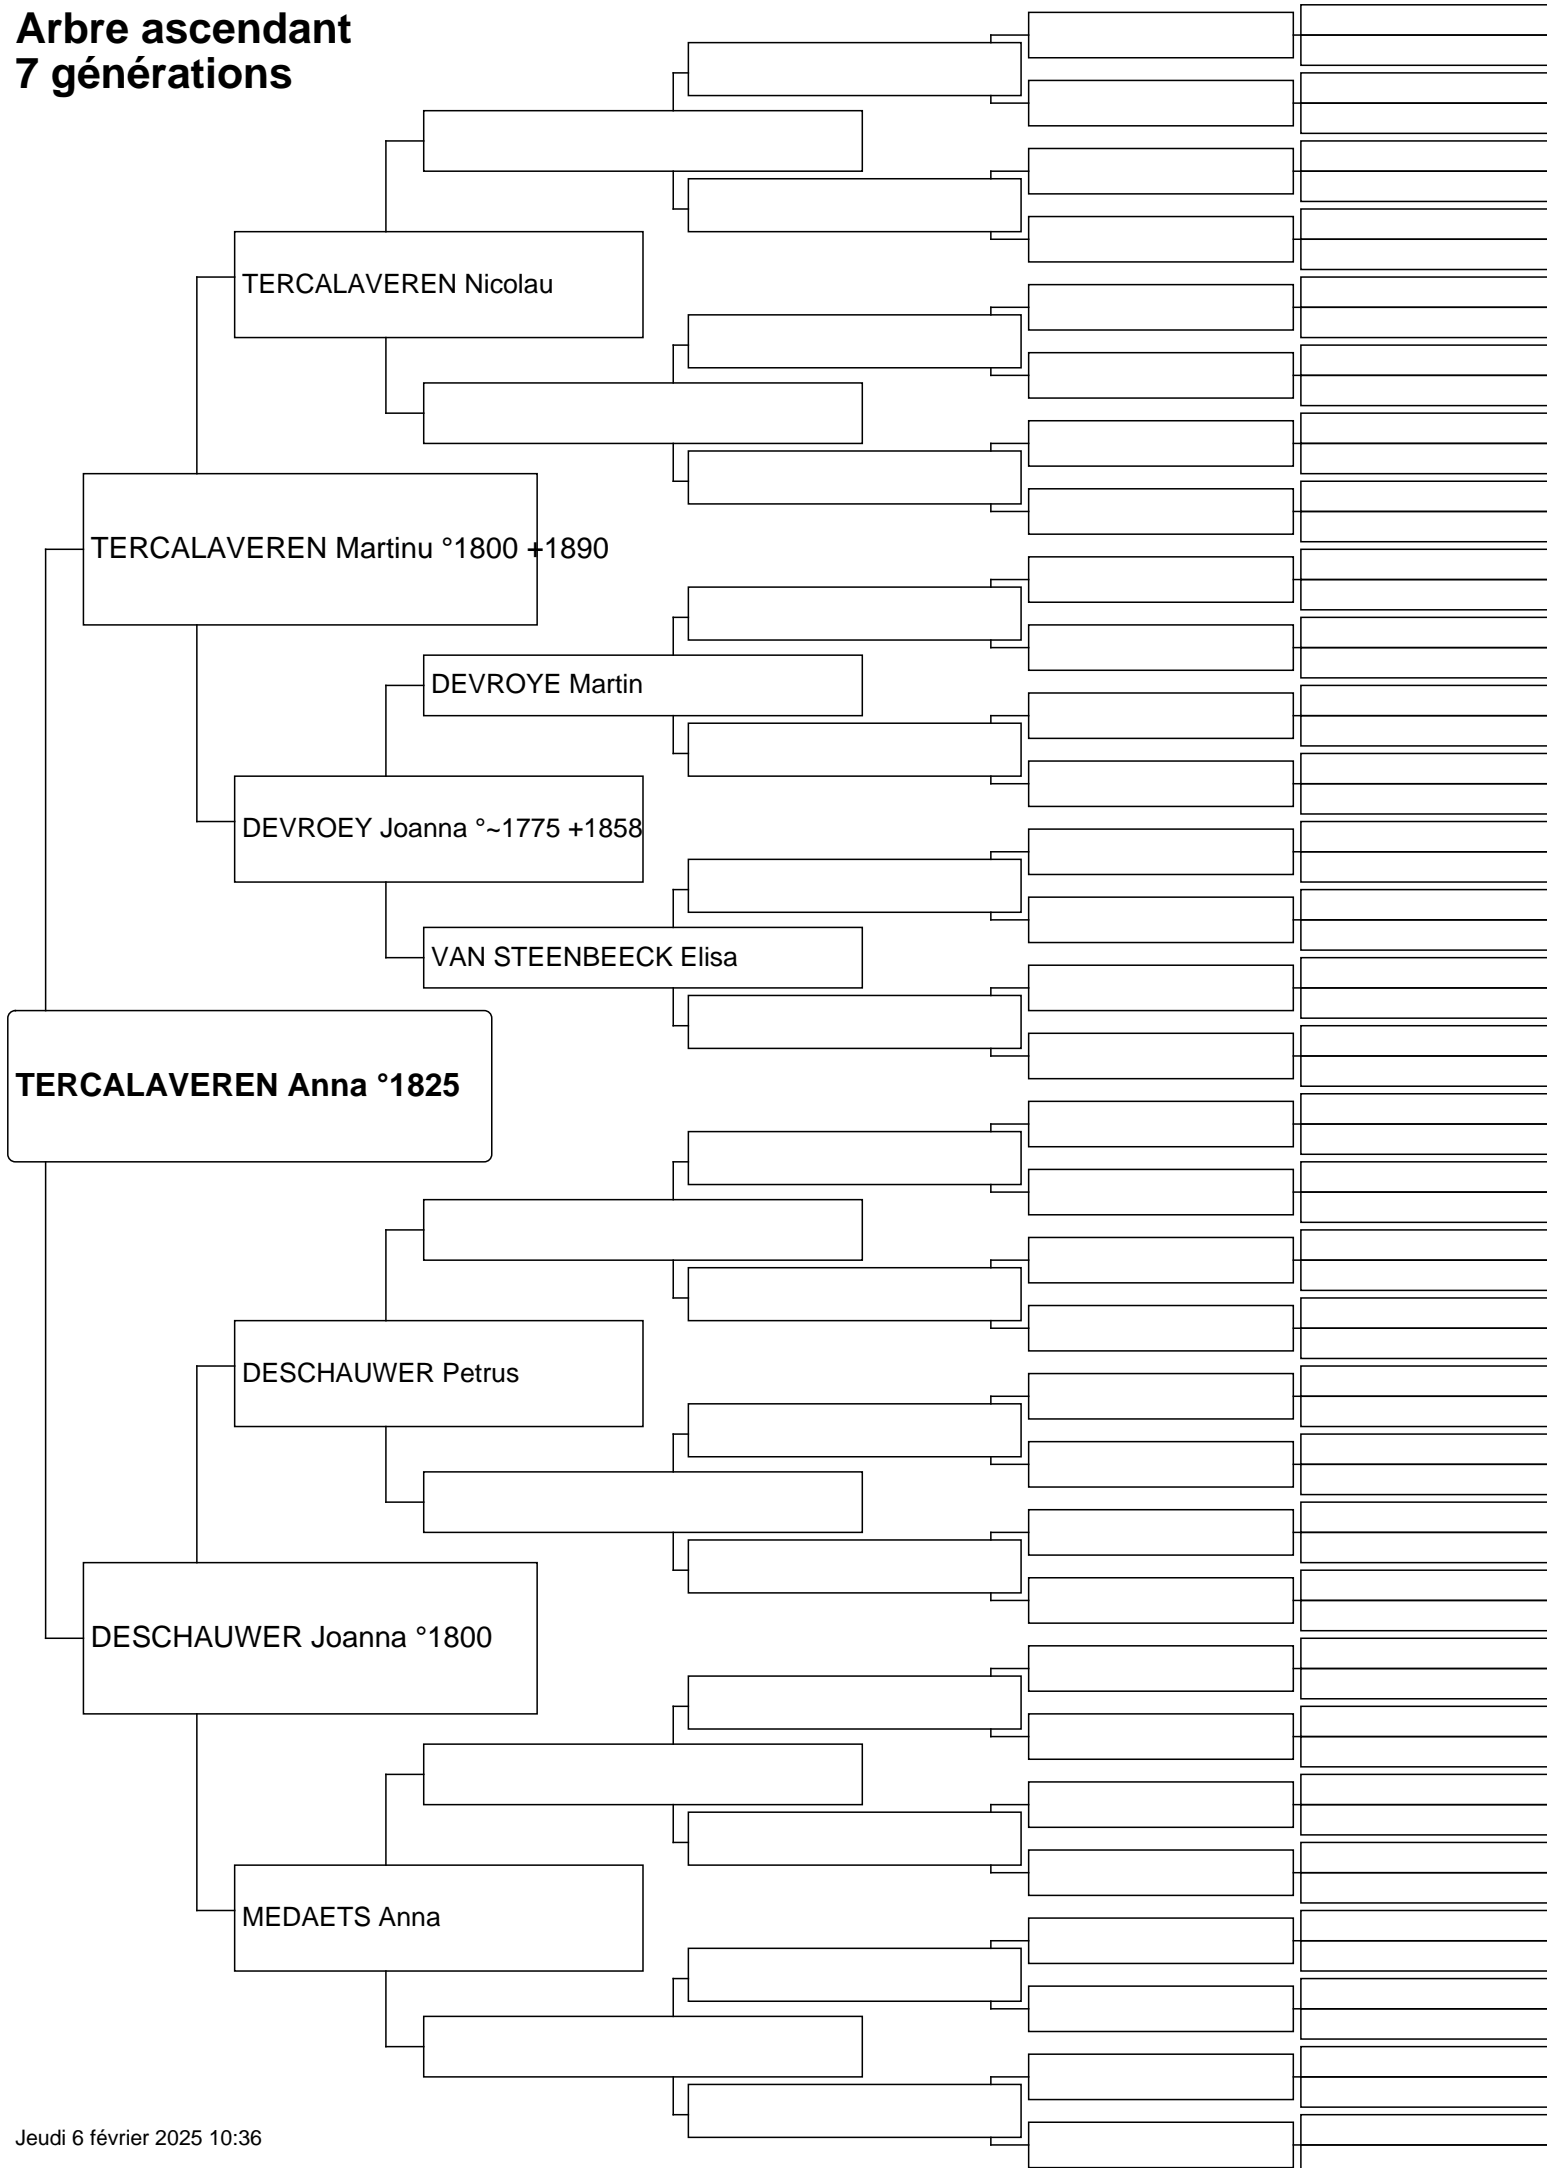 Arbre ascendant
7 générations
TERCALAVEREN Nicolau
TERCALAVEREN Martinu °1800 +1890
DEVROYE Martin
DEVROEY Joanna °~1775 +1858
VAN STEENBEECK Elisa
TERCALAVEREN Anna °1825
DESCHAUWER Petrus
DESCHAUWER Joanna °1800
MEDAETS Anna
Jeudi 6 février 2025 10:36